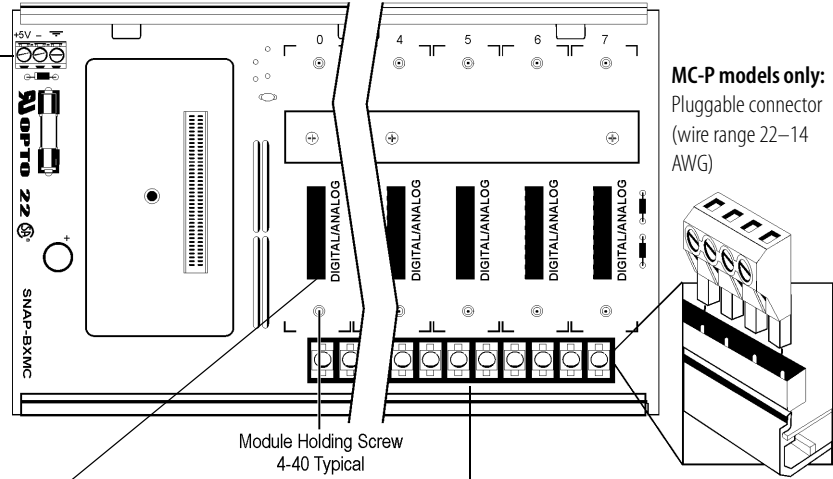 +5V –
0 4 5 6 7
MC-P models only:
Pluggable connector
(wire range 22–14
AWG)
OPTO 22
+
DIGITAL/ANALOG
DIGITAL/ANALOG
DIGITAL/ANALOG
DIGITAL/ANALOG
DIGITAL/ANALOG
SNAP-BXMC
Module Holding Screw
4-40 Typical